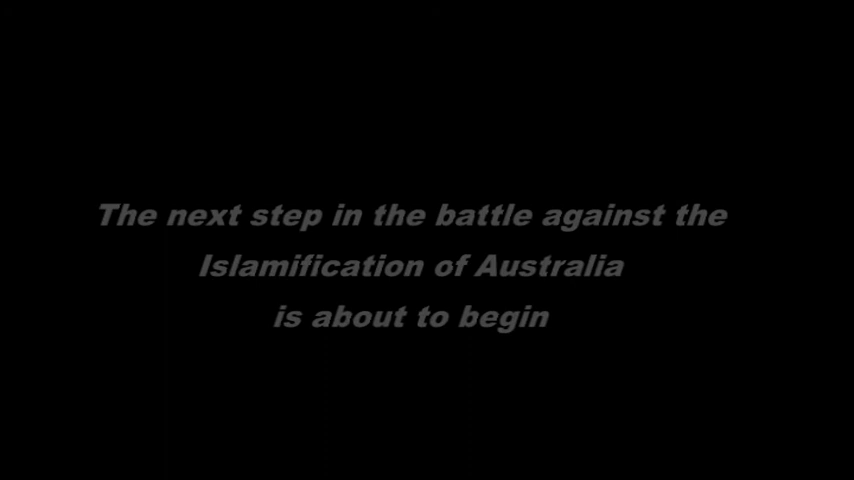 The next step in the battle against the
Islamification of Australia
is about to begin